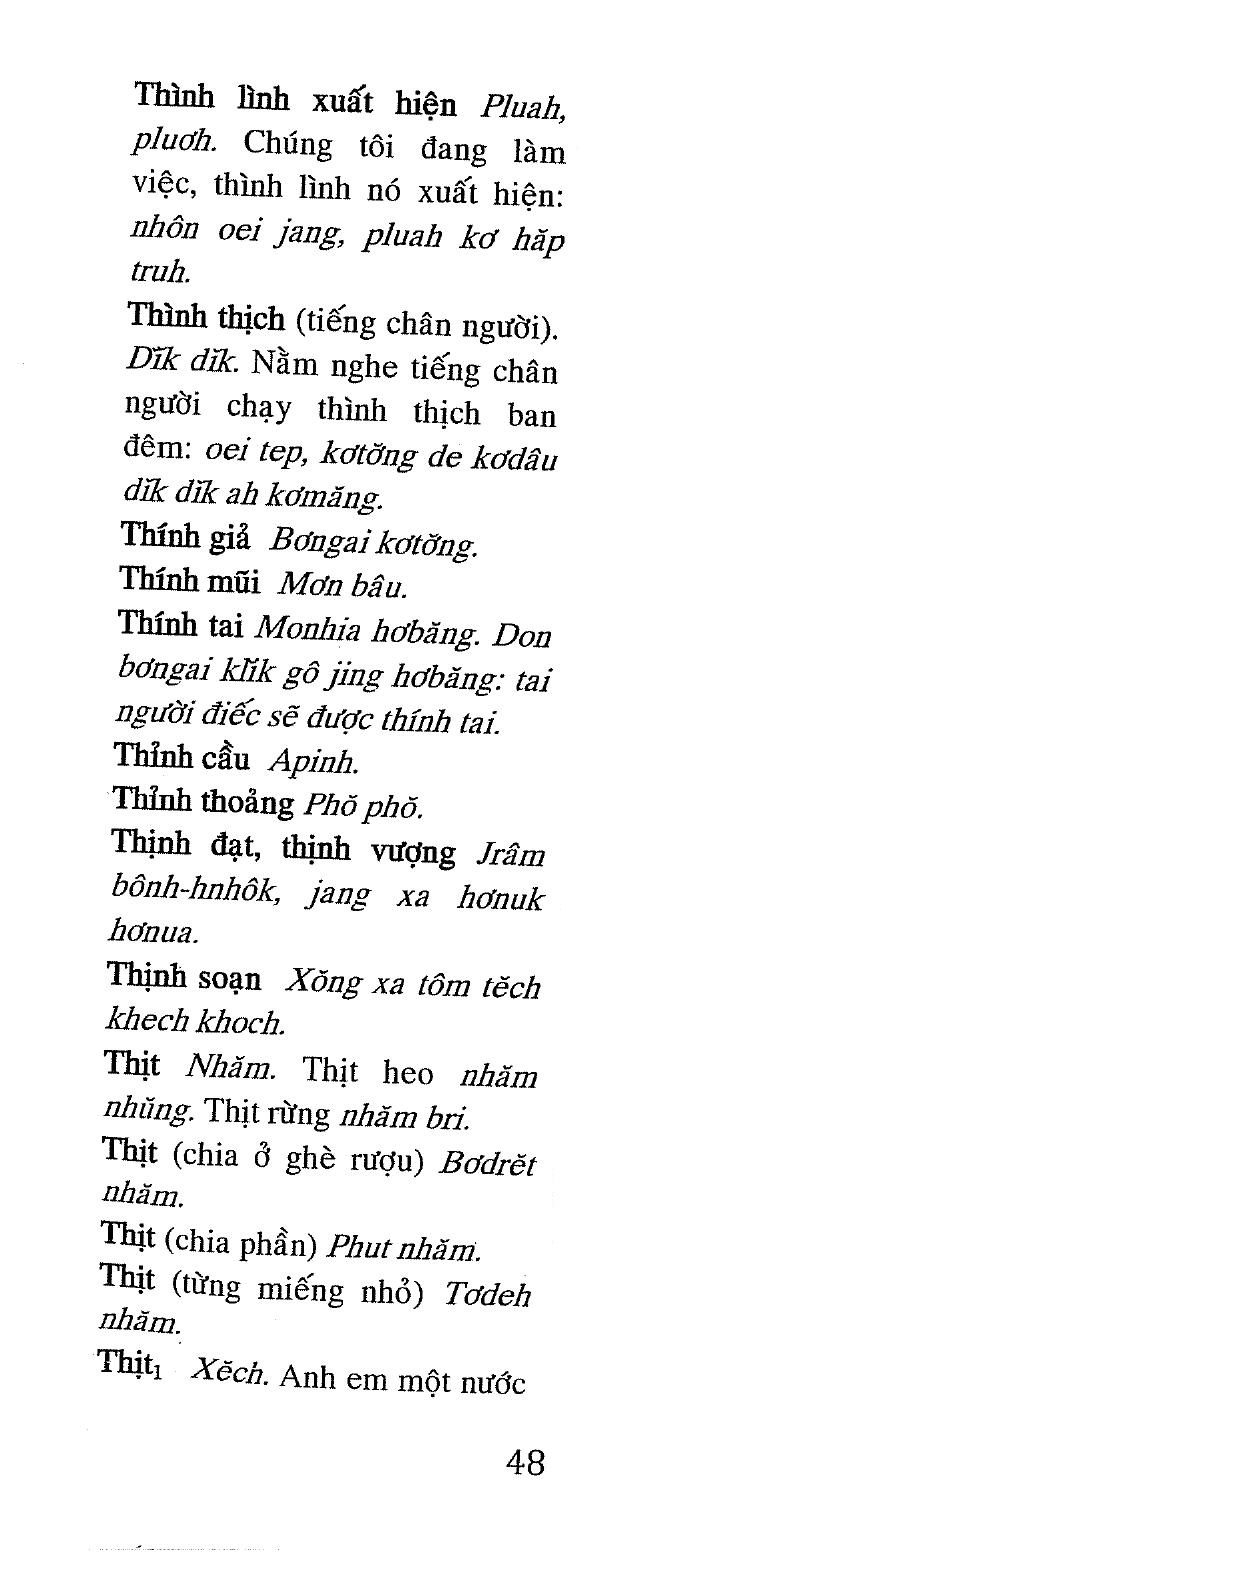 Thình lình xuất hiện Pluah,
pluơh. Chúng tôi đang làm
việc, thình lình nó xuất hiện:
nhôn oei jang, pluah kơ hăp
truh.
Thình thịch (tiếng chân người).
Dĭk dĭk. Nằm nghe tiếng chân
người chạy thình thịch ban
đêm: oei tep, kơtơ̆ng de kơdâu
dĭk dĭk ah kơmăng.
Thính giả Bơngai kơtơ̆ng.
Thính mũi Mơn bâu.
Thính tai Monhia hơbăng. Don
bơngai klĭk gô jing hơbăng: tai
người điếc sẽ được thính tai.
Thỉnh cầu Apinh.
Thỉnh thoảng Phŏ phŏ.
Thịnh đạt, thịnh vượng Jrâm
bônh-hnhôk, jang xa hơnuk
hơnua.
Thịnh soạn Xŏng xa tôm tĕch
khech khoch.
Thịt Nhăm. Thịt heo nhăm
nhŭng. Thịt rừng nhăm bri.
Thịt (chia ở ghè rượu) Bơdrĕt
nhăm.
Thịt (chia phần) Phut nhăm.
Thịt (từng miếng nhỏ) Tơdeh
nhăm.
Thịt₁ Xĕch. Anh em một nước
48